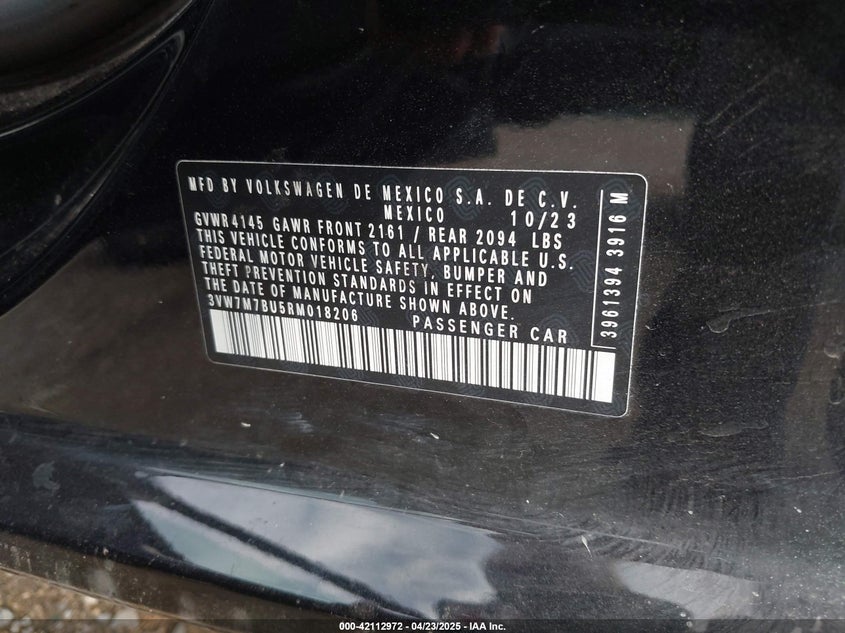 MFD BY VOLKSWAGEN DE MEXICO S.A. DE C.V.
MEXICO 10/23
GVWR 4145 GAWR FRONT 2161 / REAR 2094 LBS
THIS VEHICLE CONFORMS TO ALL APPLICABLE U.S.
FEDERAL MOTOR VEHICLE SAFETY, BUMPER AND
THEFT PREVENTION STANDARDS IN EFFECT ON
THE DATE OF MANUFACTURE SHOWN ABOVE.
3VW7M7BU5RM018206 PASSENGER CAR
3961394 3916 M
000-42112972 - 04/23/2025 - IAA Inc.